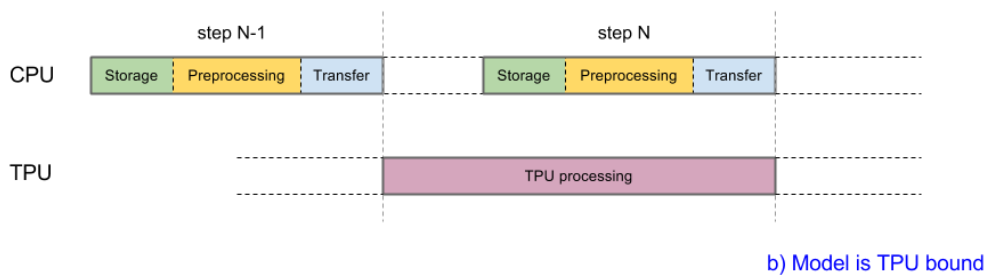 step N-1
step N
CPU
Storage
Preprocessing
Transfer
Storage
Preprocessing
Transfer
TPU
TPU processing
b) Model is TPU bound